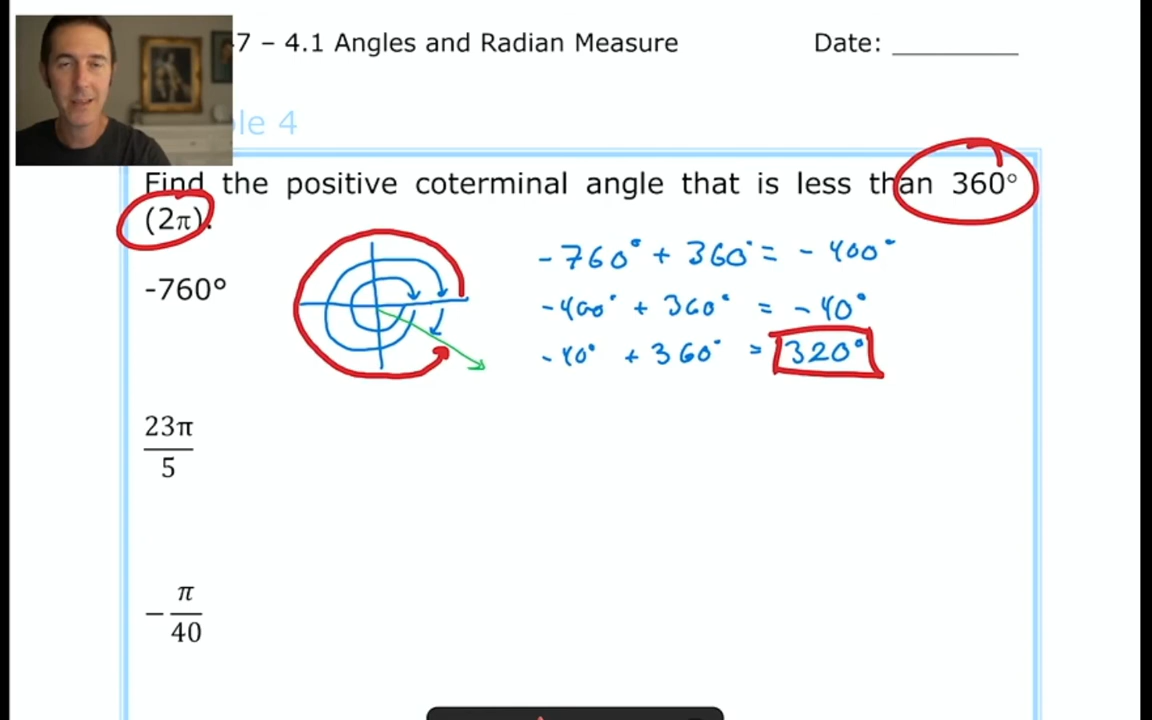 -7 – 4.1 Angles and Radian Measure Date: ________
le 4
Find the positive coterminal angle that is less than 360°
(2π).
-760°
-760° + 360° = -400°
-400° + 360° = -40°
-40° + 360° = 320°
23π
5
-π
40